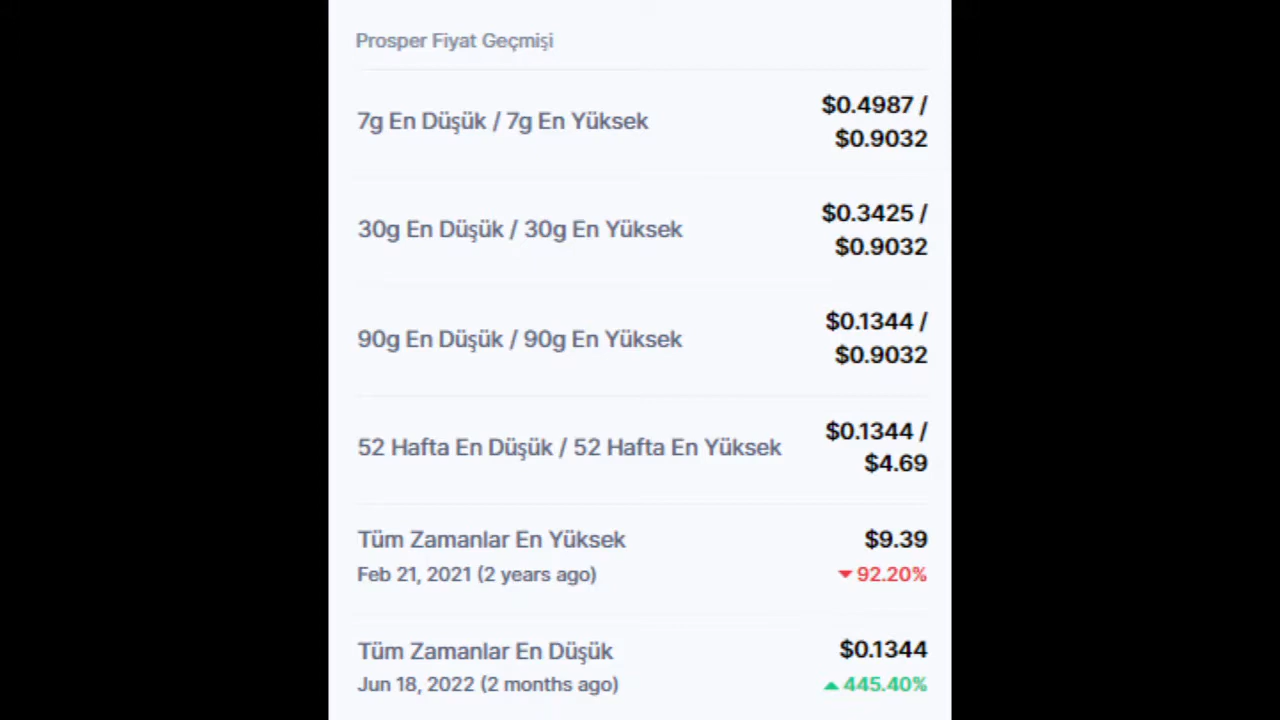 Prosper Fiyat Geçmişi
7g En Düşük / 7g En Yüksek
$0.4987 /
$0.9032
30g En Düşük / 30g En Yüksek
$0.3425 /
$0.9032
90g En Düşük / 90g En Yüksek
$0.1344 /
$0.9032
52 Hafta En Düşük / 52 Hafta En Yüksek
$0.1344 /
$4.69
Tüm Zamanlar En Yüksek
$9.39
Feb 21, 2021 (2 years ago)
92.20%
Tüm Zamanlar En Düşük
$0.1344
Jun 18, 2022 (2 months ago)
445.40%